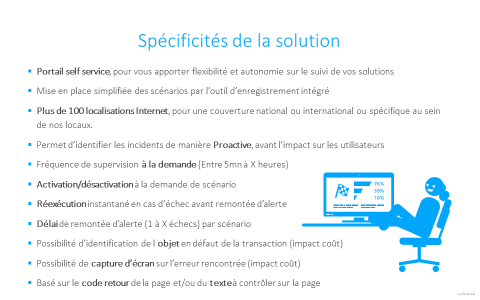 Spécificités de la solution
Portail self service, pour vous apporter flexibilité et autonomie sur le suivi de vos solutions
Mise en place simplifiée des scénarios par l'outil d'enregistrement intégré
Plus de 100 localisations Internet, pour une couverture national ou international ou spécifique au sein
de nos locaux.
Permet d'identifier les incidents de manière Proactive, avant l'impact sur les utilisateurs
Fréquence de supervision à la demande (Entre 5mn à X heures)
Activation/désactivation à la demande de scénario
Réexécution instantané en cas d'échec avant remontée d'alerte
Délai de remontée d'alerte (1 à X échecs) par scénario
Possibilité d'identification de l objet en défaut de la transaction (impact coût)
Possibilité de capture d'écran sur l'erreur rencontrée (impact coût)
Basé sur le code retour de la page et/ou du texte à contrôler sur la page
76%
39%
10%